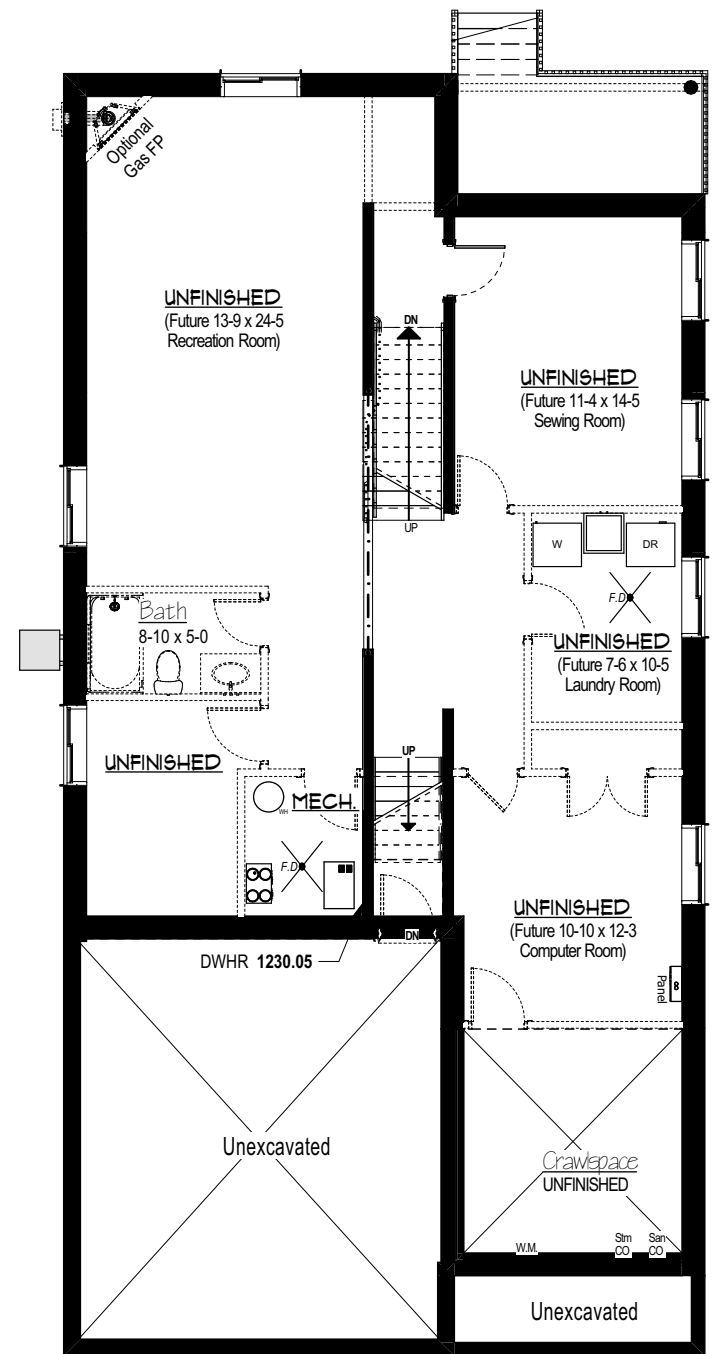 Optional
Gas FP
UNFINISHED
(Future 13-9 x 24-5
Recreation Room)
DN
UNFINISHED
(Future 11-4 x 14-5
Sewing Room)
UP
W
DR
F.D
Bath
8-10 x 5-0
UNFINISHED
(Future 7-6 x 10-5
Laundry Room)
UNFINISHED
UP
MECH.
WH
F.D
UNFINISHED
(Future 10-10 x 12-3
Computer Room)
DN
DWHR 1230.05
Panel
Unexcavated
Crawlspace
UNFINISHED
W.M.
Stm
CO
San
CO
Unexcavated